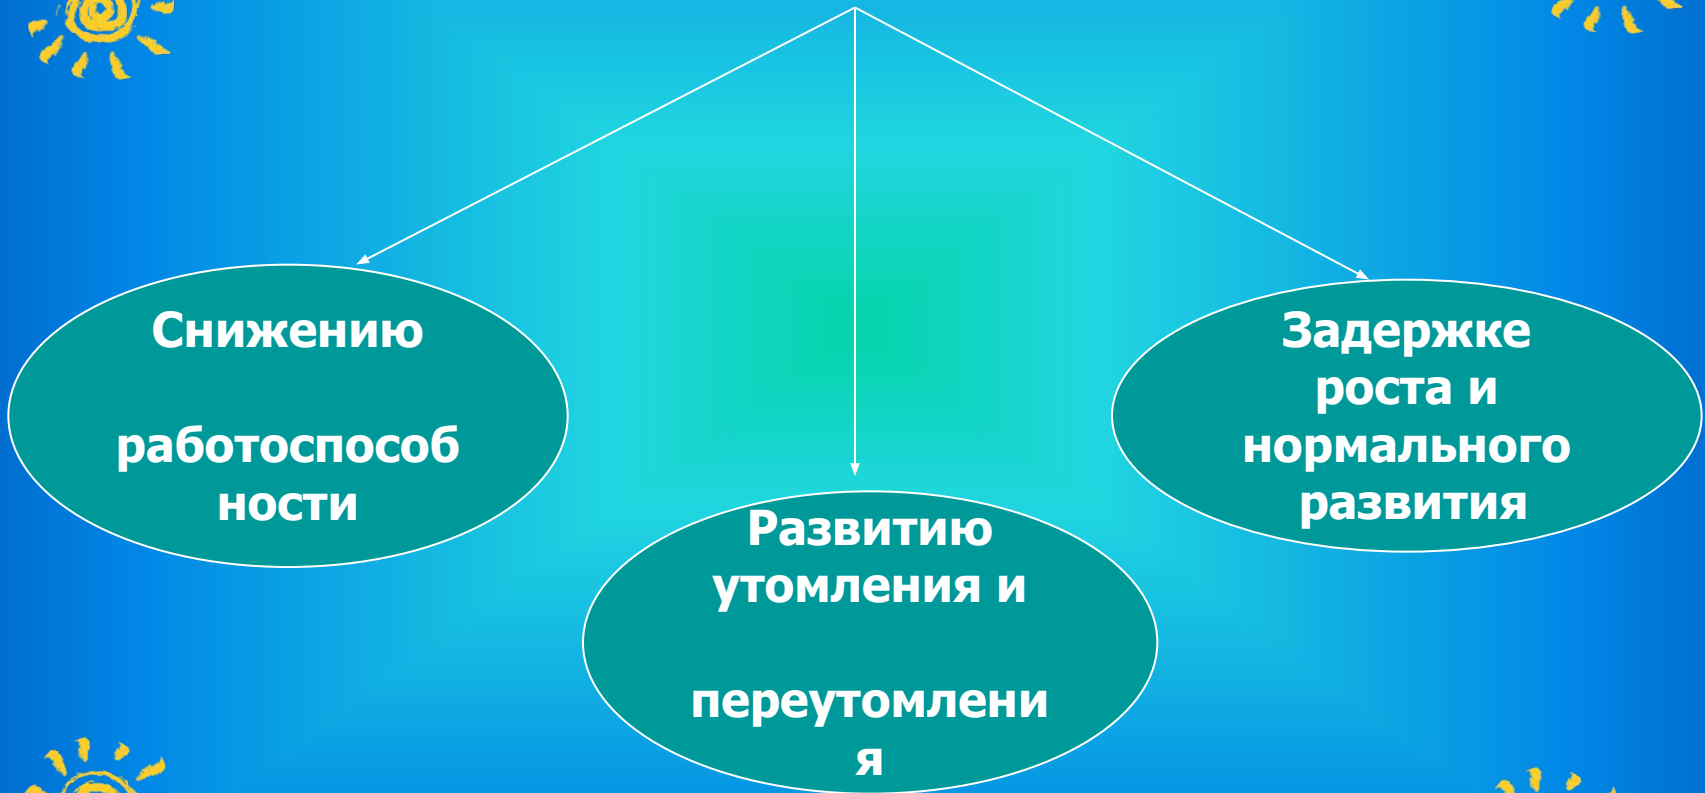 Снижению
работоспособ
ности
Развитию
утомления и
переутомлени
я
Задержке
роста и
нормального
развития